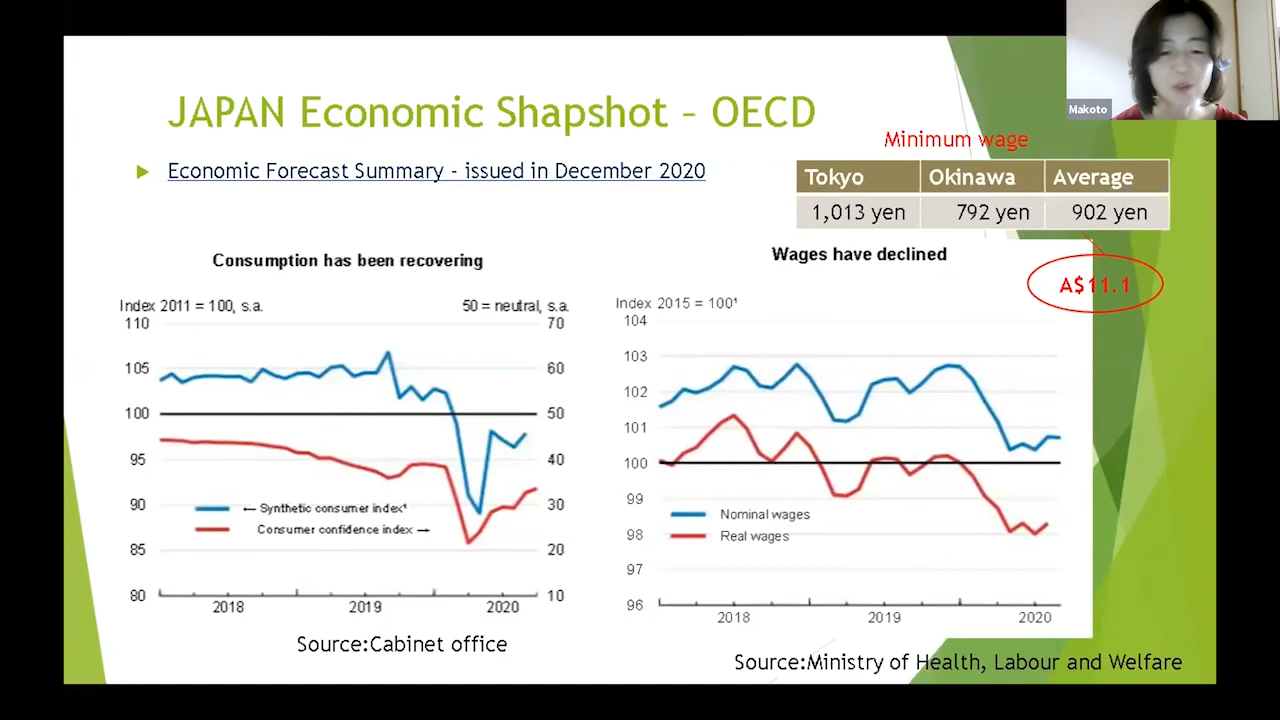 Makoto
JAPAN Economic Shapshot – OECD
Economic Forecast Summary - issued in December 2020
Minimum wage
Tokyo Okinawa Average
1,013 yen 792 yen 902 yen
A$11.1
Consumption has been recovering
Index 2011 = 100, s.a. 50 = neutral, s.a.
110 70
105 60
100 50
95 40
90 30
85 20
80 10
← Synthetic consumer index¹
Consumer confidence index →
2018 2019 2020
Source:Cabinet office
Wages have declined
Index 2015 = 100¹
104
103
102
101
100
99
98
97
96
Nominal wages
Real wages
2018 2019 2020
Source:Ministry of Health, Labour and Welfare